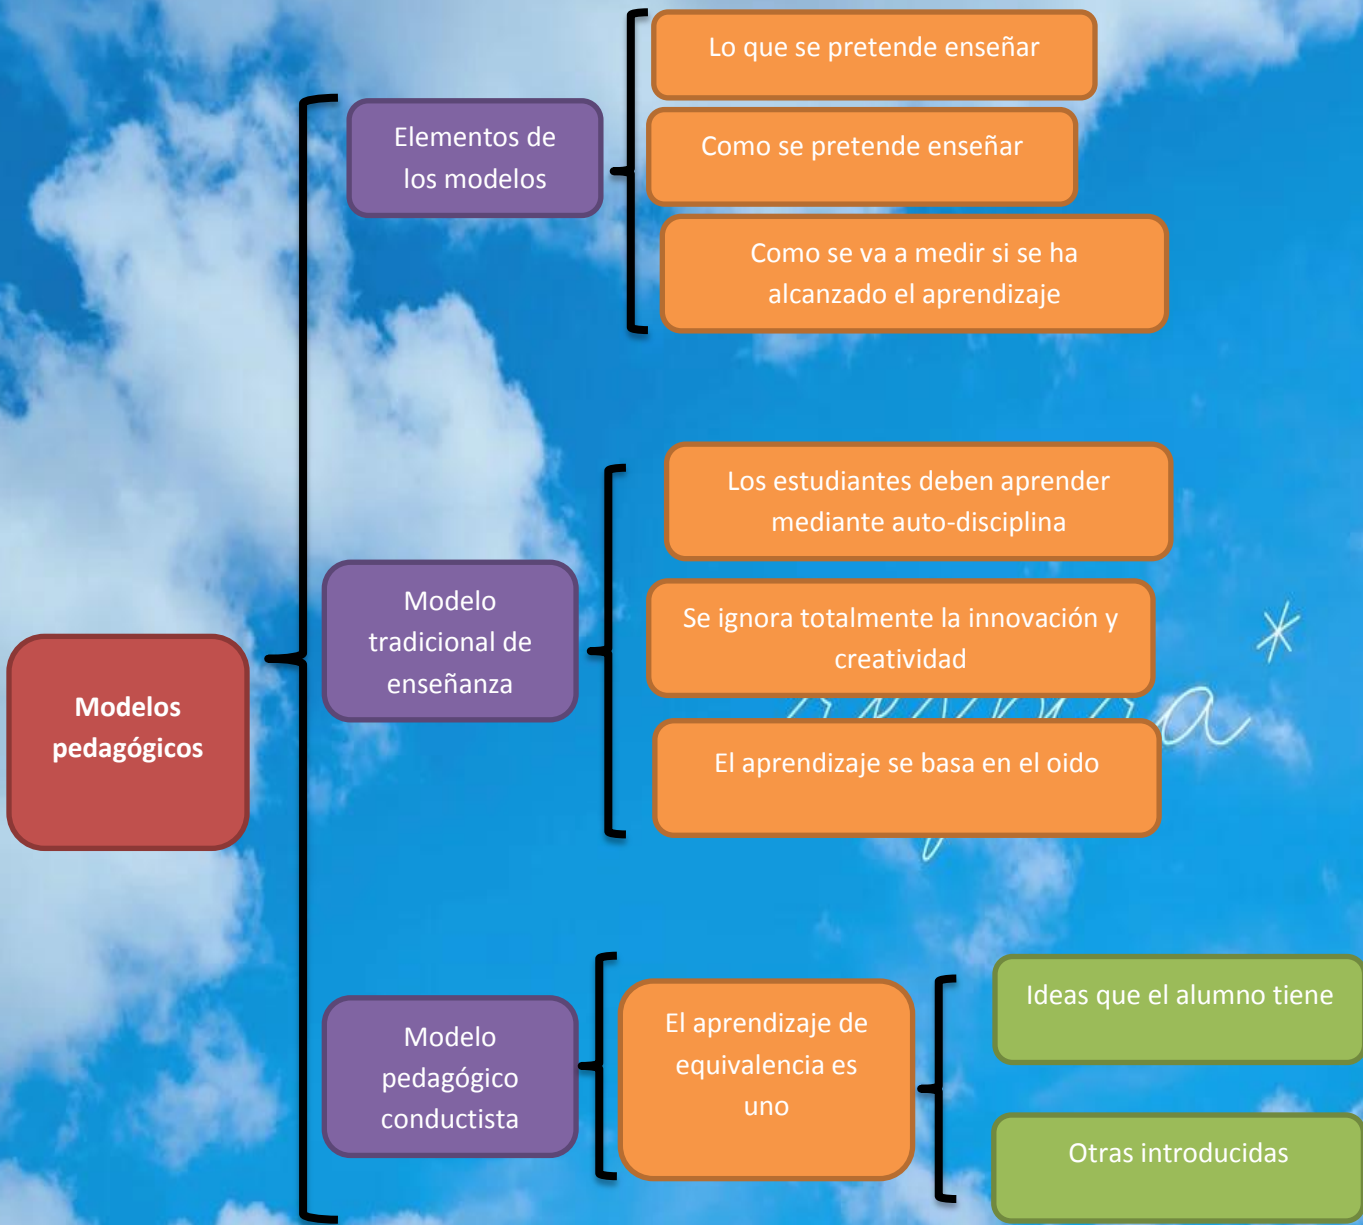 Lo que se pretende enseñar
Como se pretende enseñar
Como se va a medir si se ha
alcanzado el aprendizaje
Elementos de
los modelos
Los estudiantes deben aprender
mediante auto-disciplina
Se ignora totalmente la innovación y
creatividad
El aprendizaje se basa en el oido
Modelo
tradicional de
enseñanza
Modelos
pedagógicos
Modelo
pedagógico
conductista
El aprendizaje de
equivalencia es
uno
Ideas que el alumno tiene
Otras introducidas